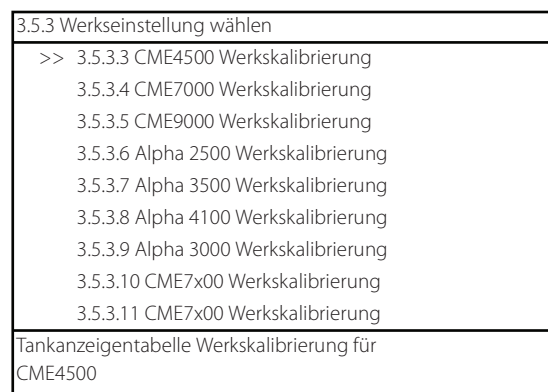 3.5.3 Werkseinstellung wählen
>> 3.5.3.3 CME4500 Werkskalibrierung
3.5.3.4 CME7000 Werkskalibrierung
3.5.3.5 CME9000 Werkskalibrierung
3.5.3.6 Alpha 2500 Werkskalibrierung
3.5.3.7 Alpha 3500 Werkskalibrierung
3.5.3.8 Alpha 4100 Werkskalibrierung
3.5.3.9 Alpha 3000 Werkskalibrierung
3.5.3.10 CME7x00 Werkskalibrierung
3.5.3.11 CME7x00 Werkskalibrierung
Tankanzeigentabelle Werkskalibrierung für
CME4500